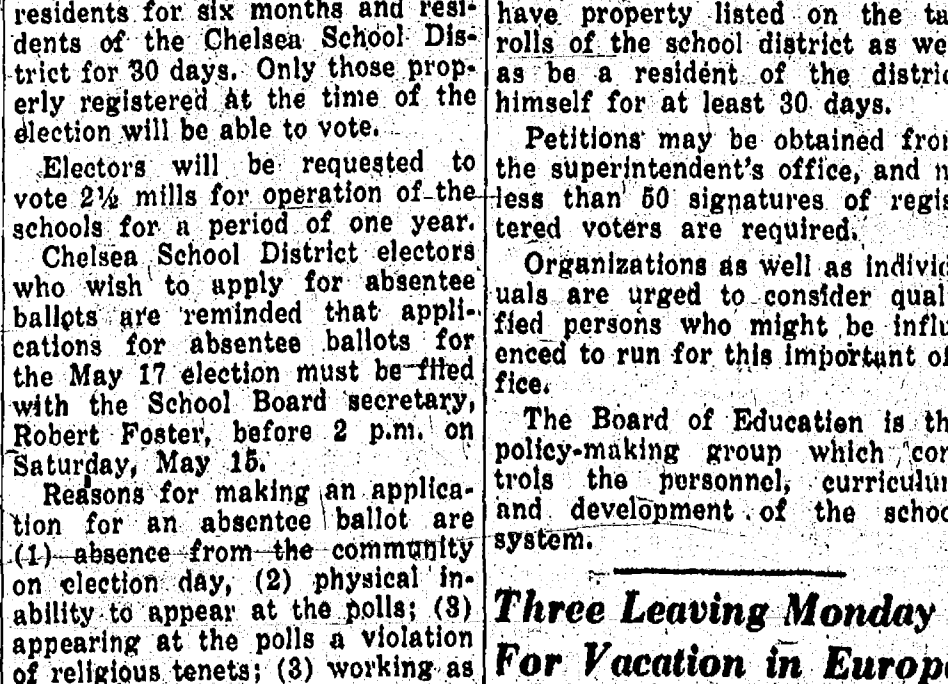 residents for six months and resi-
dents of the Chelsea School Dis-
trict for 30 days. Only those prop-
erly registered at the time of the
election will be able to vote.
Electors will be requested to
vote 2½ mills for operation of the
schools for a period of one year.
Chelsea School District electors
who wish to apply for absentee
ballots are reminded that appli-
cations for absentee ballots for
the May 17 election must be filed
with the School Board secretary,
Robert Foster, before 2 p.m. on
Saturday, May 15.
Reasons for making an applica-
tion for an absentee ballot are
(1) absence from the community
on election day, (2) physical in-
ability to appear at the polls; (3)
appearing at the polls a violation
of religious tenets; (3) working as
have property listed on the ta
rolls of the school district as we
as be a resident of the distric
himself for at least 30 days.
Petitions may be obtained fro
the superintendent's office, and n
less than 50 signatures of regis
tered voters are required.
Organizations as well as individ
uals are urged to consider quali
fied persons who might be influ
enced to run for this important of
fice.
The Board of Education is th
policy-making group which con
trols the personnel, curriculu
and development of the schoo
system.
Three Leaving Monday
For Vacation in Europ